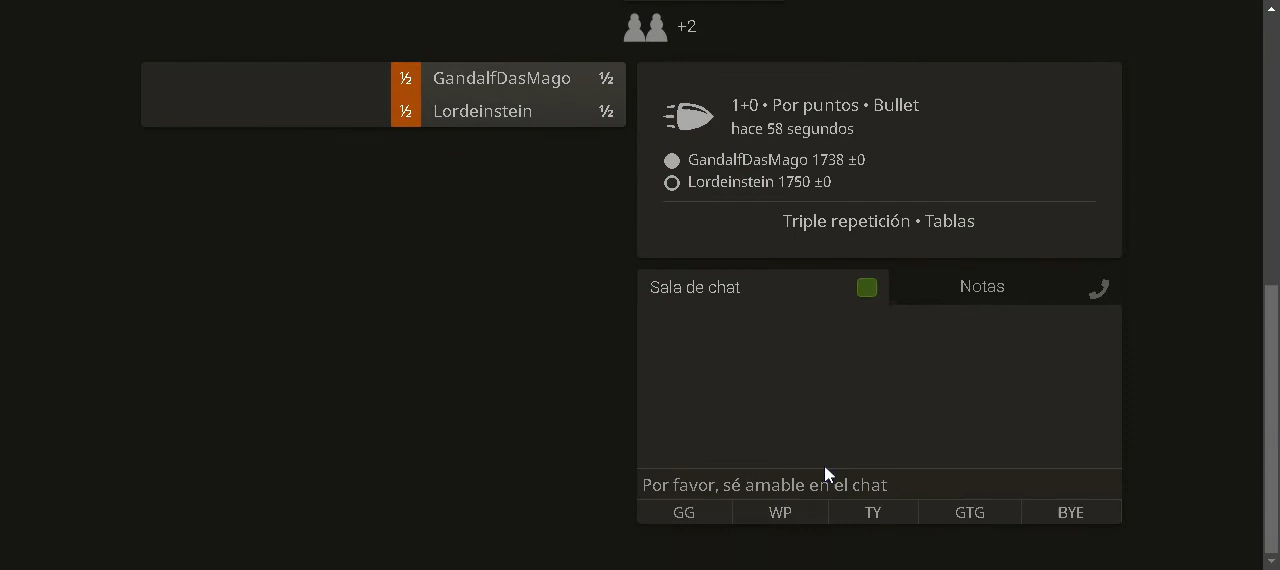 +2
½ GandalfDasMago ½
½ Lordeinstein ½
1+0 • Por puntos • Bullet
hace 58 segundos
GandalfDasMago 1738 ±0
Lordeinstein 1750 ±0
Triple repetición • Tablas
Sala de chat
Notas
Por favor, sé amable en el chat
GG WP TY GTG BYE